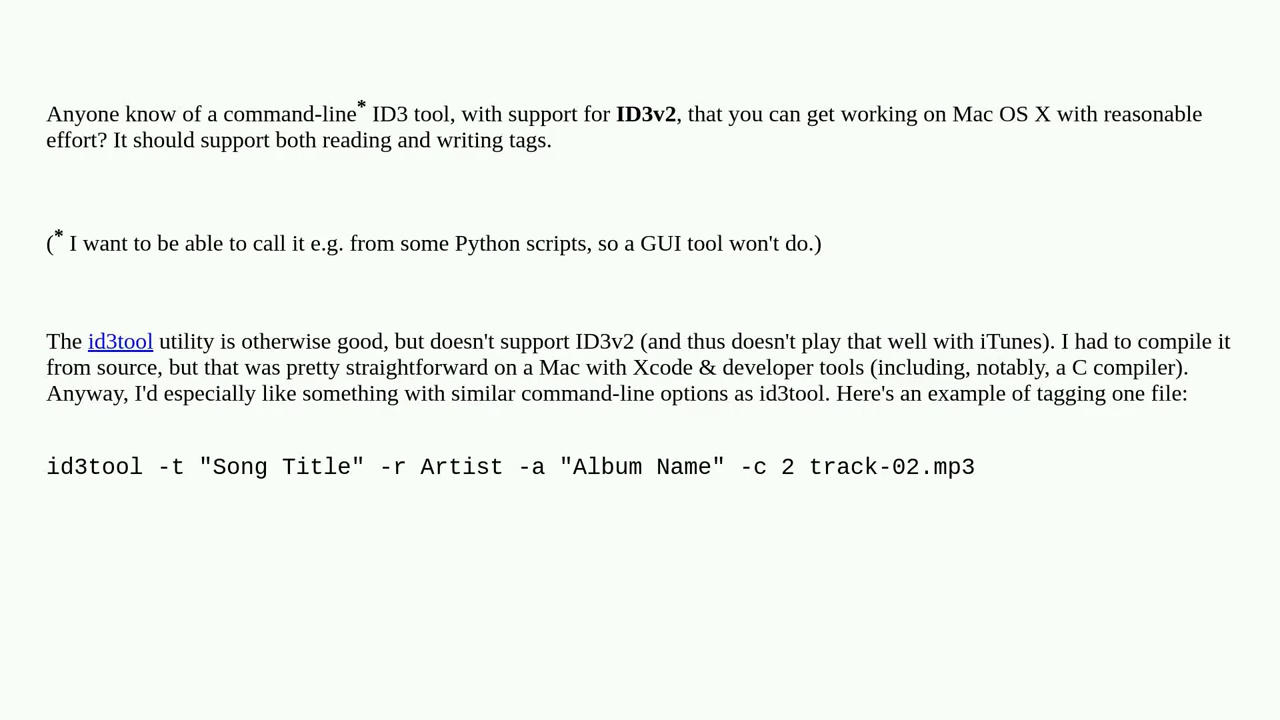 Anyone know of a command-line* ID3 tool, with support for ID3v2, that you can get working on Mac OS X with reasonable
effort? It should support both reading and writing tags.
(* I want to be able to call it e.g. from some Python scripts, so a GUI tool won't do.)
The id3tool utility is otherwise good, but doesn't support ID3v2 (and thus doesn't play that well with iTunes). I had to compile it
from source, but that was pretty straightforward on a Mac with Xcode & developer tools (including, notably, a C compiler).
Anyway, I'd especially like something with similar command-line options as id3tool. Here's an example of tagging one file:
id3tool -t "Song Title" -r Artist -a "Album Name" -c 2 track-02.mp3